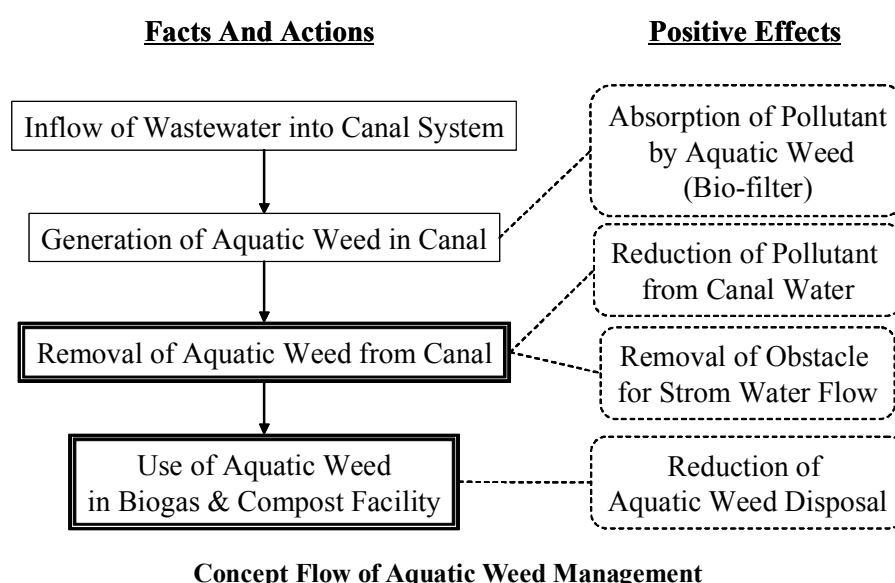 Facts And Actions
Positive Effects
Inflow of Wastewater into Canal System
Absorption of Pollutant
by Aquatic Weed
(Bio-filter)
Generation of Aquatic Weed in Canal
Reduction of Pollutant
from Canal Water
Removal of Aquatic Weed from Canal
Removal of Obstacle
for Strom Water Flow
Use of Aquatic Weed
in Biogas & Compost Facility
Reduction of
Aquatic Weed Disposal
Concept Flow of Aquatic Weed Management